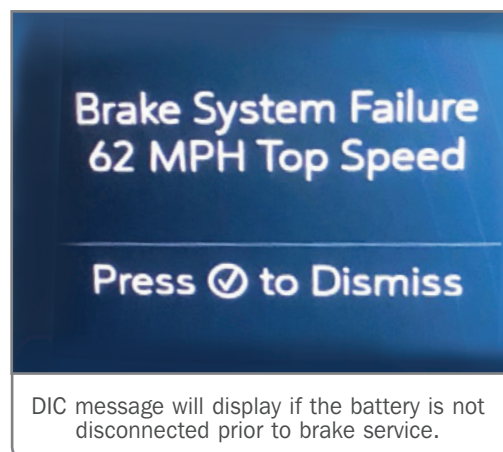 Brake System Failure
62 MPH Top Speed
Press ✓ to Dismiss
DIC message will display if the battery is not
disconnected prior to brake service.